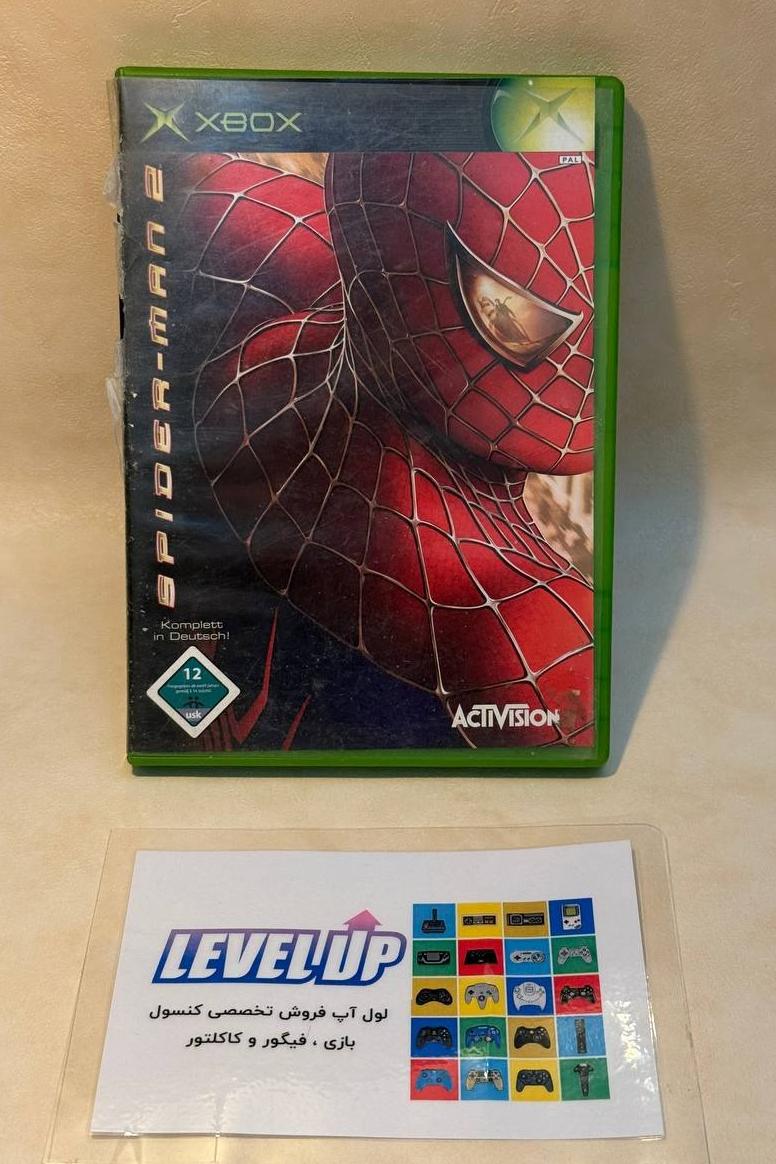 XBOX
PAL
SPIDER-MAN 2
Komplett
in Deutsch!
12
usk
ACTIVISION
LEVEL UP
لول آپ فروش تخصصی کنسول
بازی ، فیگور و کاکلتور